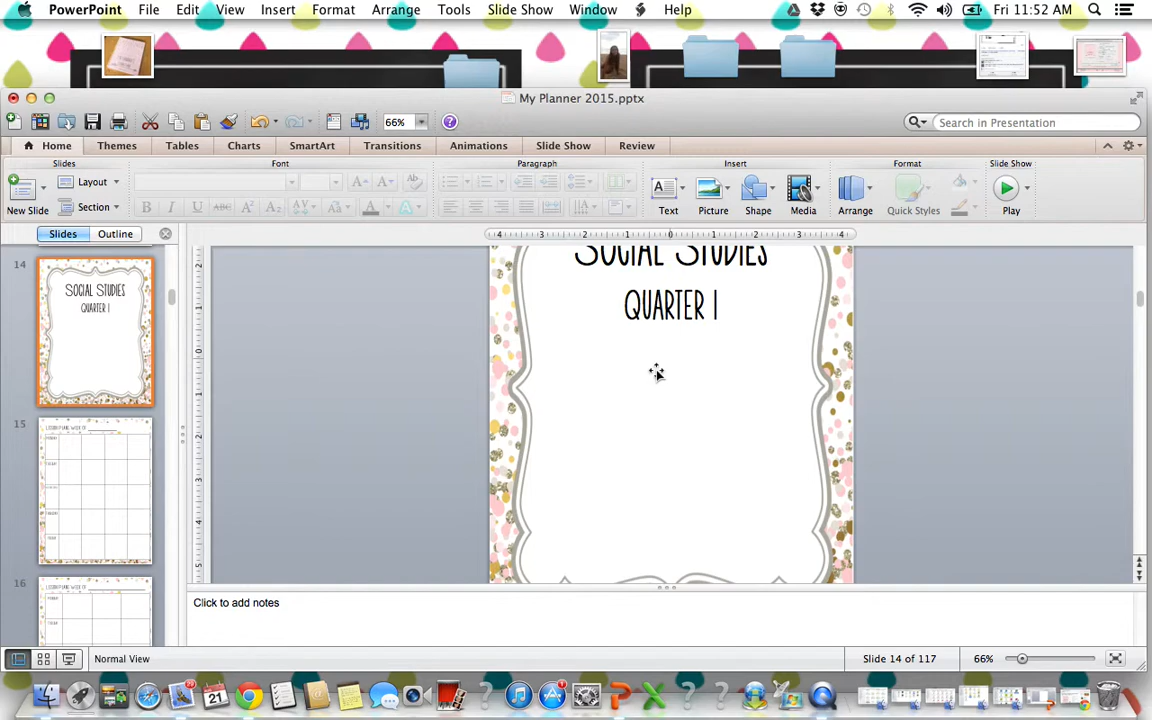 PowerPoint File Edit View Insert Format Arrange Tools Slide Show Window Help Fri 11:52 AM
My Planner 2015.pptx
66% Search in Presentation
Home Themes Tables Charts SmartArt Transitions Animations Slide Show Review
Slides Font Paragraph Insert Format Slide Show
Layout
Section
New Slide Text Picture Shape Media Arrange Quick Styles Play
Slides Outline
14
SOCIAL STUDIES
QUARTER 1
15
16
SOCIAL STUDIES
QUARTER 1
Click to add notes
Normal View Slide 14 of 117 66%